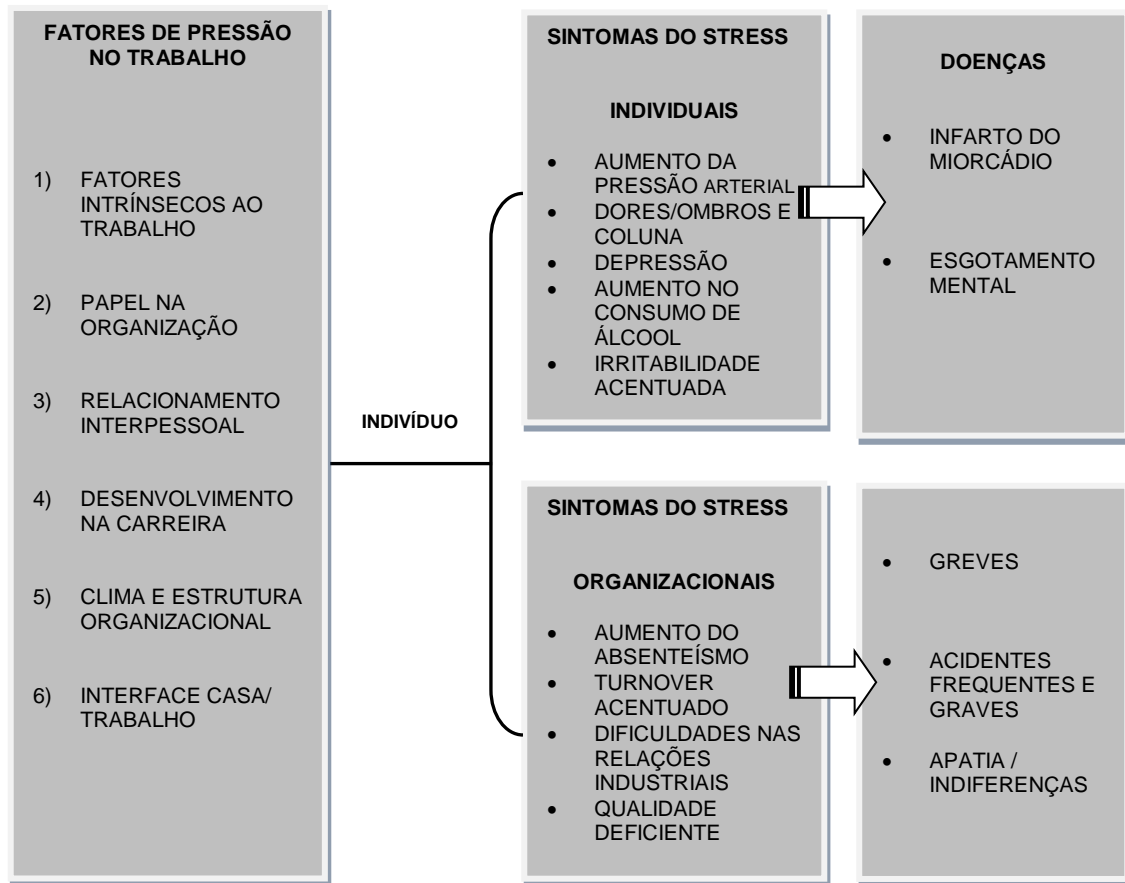 FATORES DE PRESSÃO
NO TRABALHO
1) FATORES
INTRÍNSECOS AO
TRABALHO
2) PAPEL NA
ORGANIZAÇÃO
3) RELACIONAMENTO
INTERPESSOAL
4) DESENVOLVIMENTO
NA CARREIRA
5) CLIMA E ESTRUTURA
ORGANIZACIONAL
6) INTERFACE CASA/
TRABALHO
INDIVÍDUO
SINTOMAS DO STRESS
INDIVIDUAIS
• AUMENTO DA
PRESSÃO ARTERIAL
• DORES/OMBROS E
COLUNA
• DEPRESSÃO
• AUMENTO NO
CONSUMO DE
ÁLCOOL
• IRRITABILIDADE
ACENTUADA
DOENÇAS
• INFARTO DO
MIORCÁDIO
• ESGOTAMENTO
MENTAL
SINTOMAS DO STRESS
ORGANIZACIONAIS
• AUMENTO DO
ABSENTEÍSMO
• TURNOVER
ACENTUADO
• DIFICULDADES NAS
RELAÇÕES
INDUSTRIAIS
• QUALIDADE
DEFICIENTE
• GREVES
• ACIDENTES
FREQUENTES E
GRAVES
• APATIA /
INDIFERENÇAS